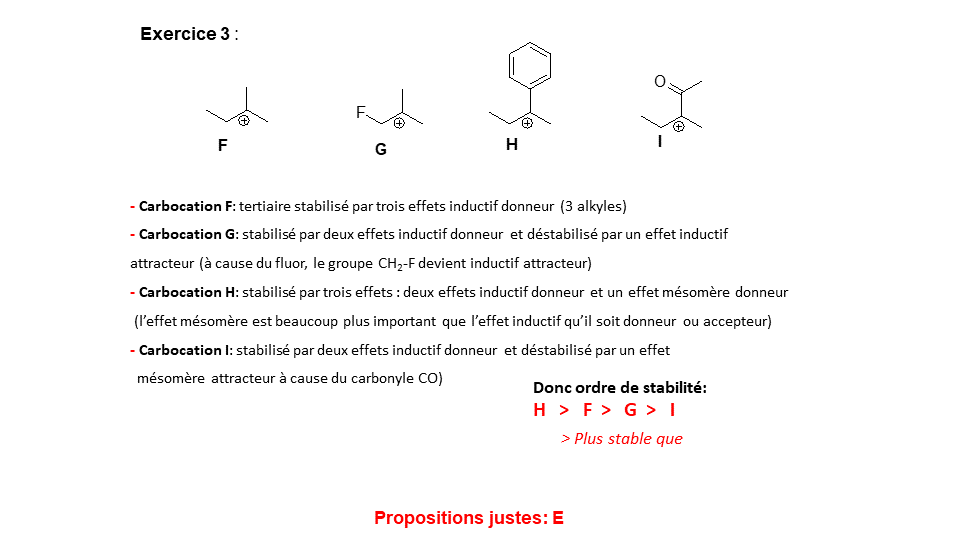 Exercice 3 :
O
F
F
G
H
I
- Carbocation F: tertiaire stabilisé par trois effets inductif donneur (3 alkyles)
- Carbocation G: stabilisé par deux effets inductif donneur et déstabilisé par un effet inductif
attracteur (à cause du fluor, le groupe CH₂-F devient inductif attracteur)
- Carbocation H: stabilisé par trois effets : deux effets inductif donneur et un effet mésomère donneur
(l'effet mésomère est beaucoup plus important que l'effet inductif qu'il soit donneur ou accepteur)
- Carbocation I: stabilisé par deux effets inductif donneur et déstabilisé par un effet
mésomère attracteur à cause du carbonyle CO)
Donc ordre de stabilité:
H > F > G > I
> Plus stable que
Propositions justes: E